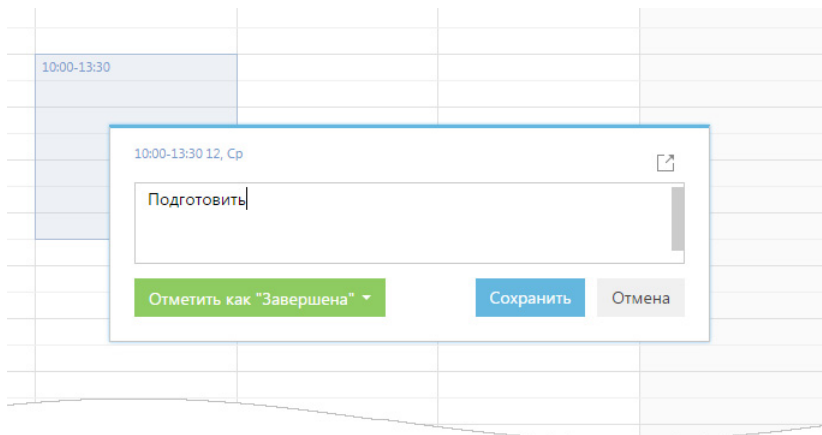 10:00-13:30
10:00-13:30 12, Ср
Подготовить
Отметить как "Завершена"
Сохранить
Отмена